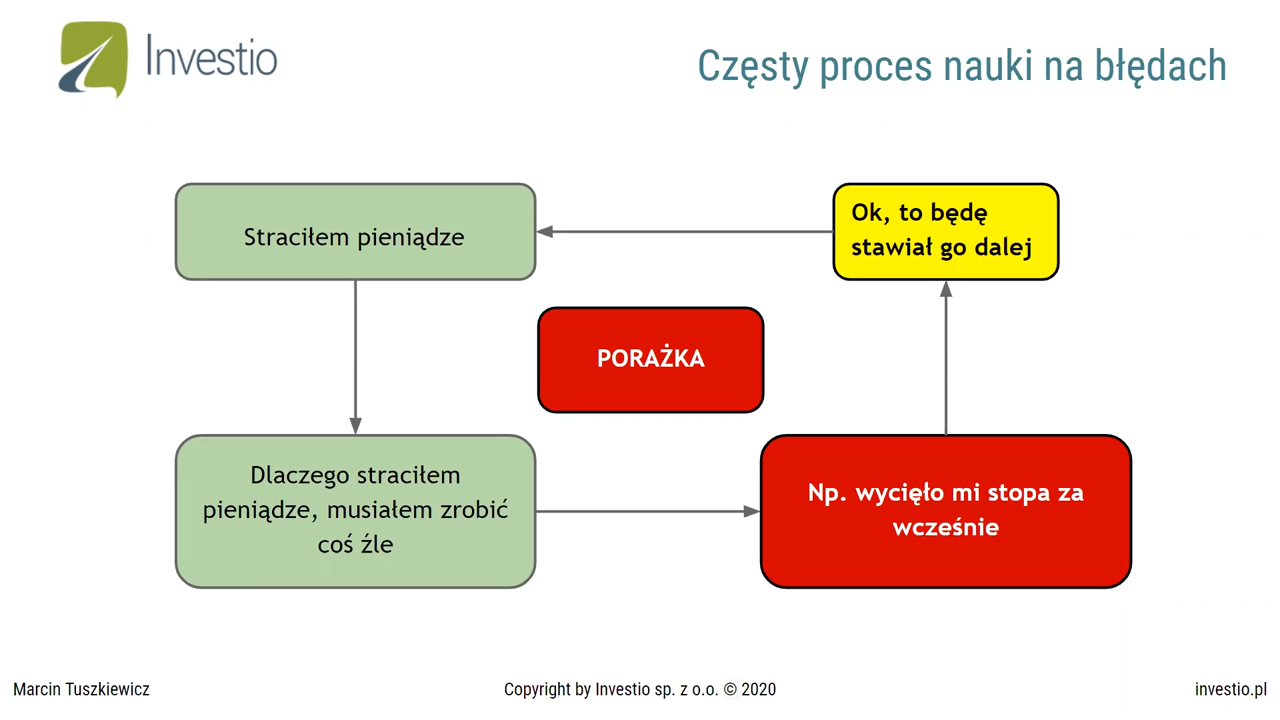 Investio
Częsty proces nauki na błędach
Straciłem pieniądze
Ok, to będę
stawiał go dalej
PORAŻKA
Dlaczego straciłem
pieniądze, musiałem zrobić
coś źle
Np. wycięło mi stopa za
wcześnie
Marcin Tuszkiewicz
Copyright by Investio sp. z o.o. © 2020
investio.pl